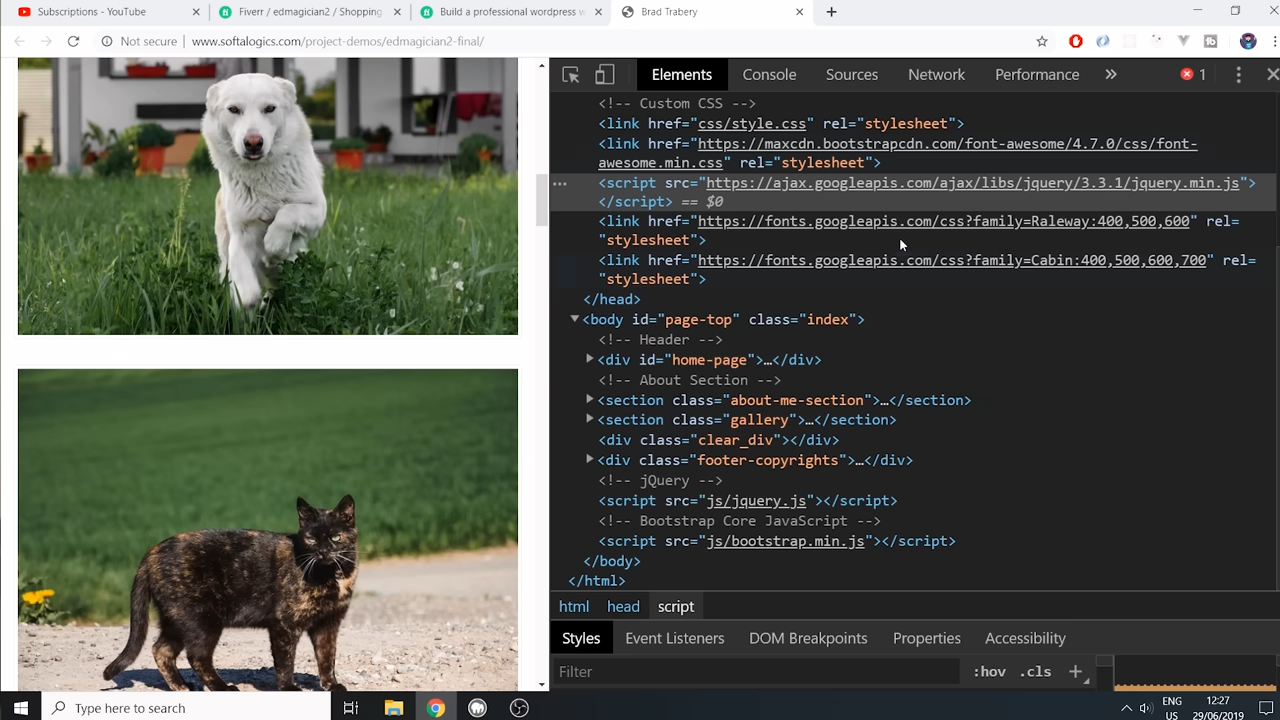 Subscriptions - YouTube
Fiverr / edmagician2 / Shopping
Build a professional wordpress w
Brad Trabery
Not secure | www.softalogics.com/project-demos/edmagician2-final/
Elements Console Sources Network Performance » 1
<!-- Custom CSS -->
<link href="css/style.css" rel="stylesheet">
<link href="https://maxcdn.bootstrapcdn.com/font-awesome/4.7.0/css/font-
awesome.min.css" rel="stylesheet">
<script src="https://ajax.googleapis.com/ajax/libs/jquery/3.3.1/jquery.min.js">
</script> == $0
<link href="https://fonts.googleapis.com/css?family=Raleway:400,500,600" rel=
"stylesheet">
<link href="https://fonts.googleapis.com/css?family=Cabin:400,500,600,700" rel=
"stylesheet">
</head>
<body id="page-top" class="index">
<!-- Header -->
<div id="home-page">…</div>
<!-- About Section -->
<section class="about-me-section">…</section>
<section class="gallery">…</section>
<div class="clear_div"></div>
<div class="footer-copyrights">…</div>
<!-- jQuery -->
<script src="js/jquery.js"></script>
<!-- Bootstrap Core JavaScript -->
<script src="js/bootstrap.min.js"></script>
</body>
</html>
html head script
Styles Event Listeners DOM Breakpoints Properties Accessibility
Filter :hov .cls +
Type here to search
ENG
US
12:27
29/06/2019